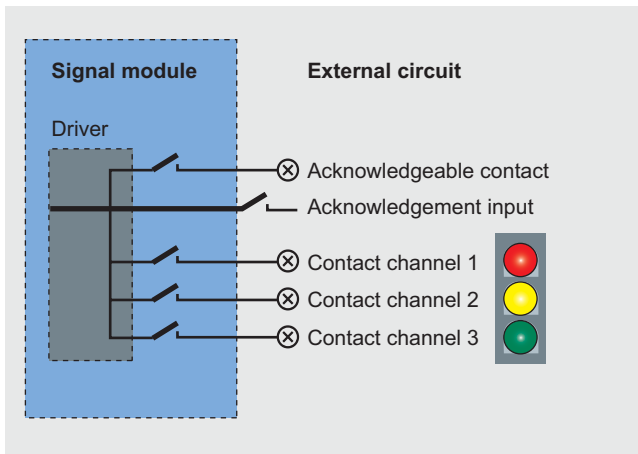 Signal module
External circuit
Driver
Acknowledgeable contact
Acknowledgement input
Contact channel 1
Contact channel 2
Contact channel 3